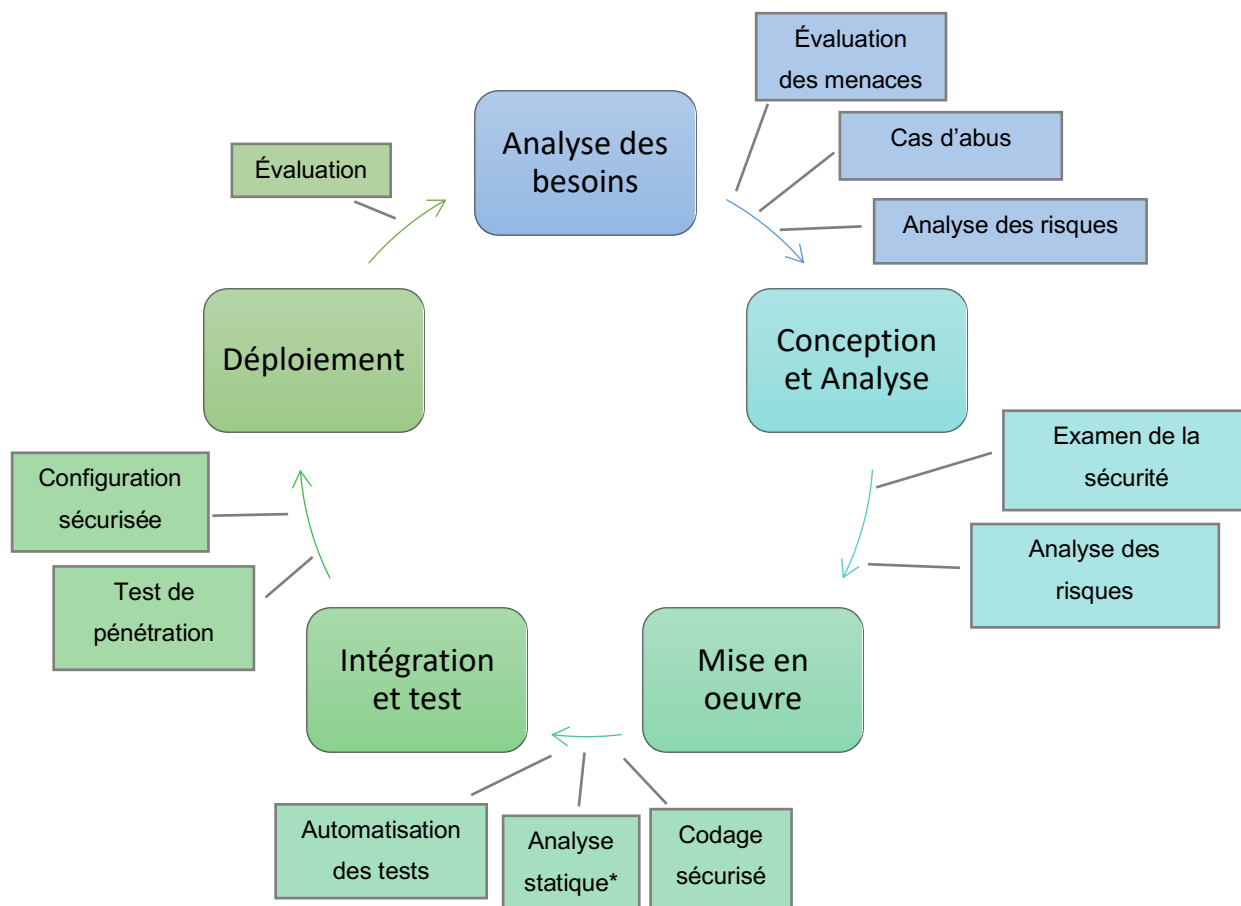 Évaluation
des menaces
Analyse des
besoins
Cas d’abus
Évaluation
Analyse des risques
Déploiement
Conception
et Analyse
Examen de la
sécurité
Configuration
sécurisée
Analyse des
risques
Test de
pénétration
Intégration
et test
Mise en
oeuvre
Automatisation
des tests
Analyse
statique*
Codage
sécurisé